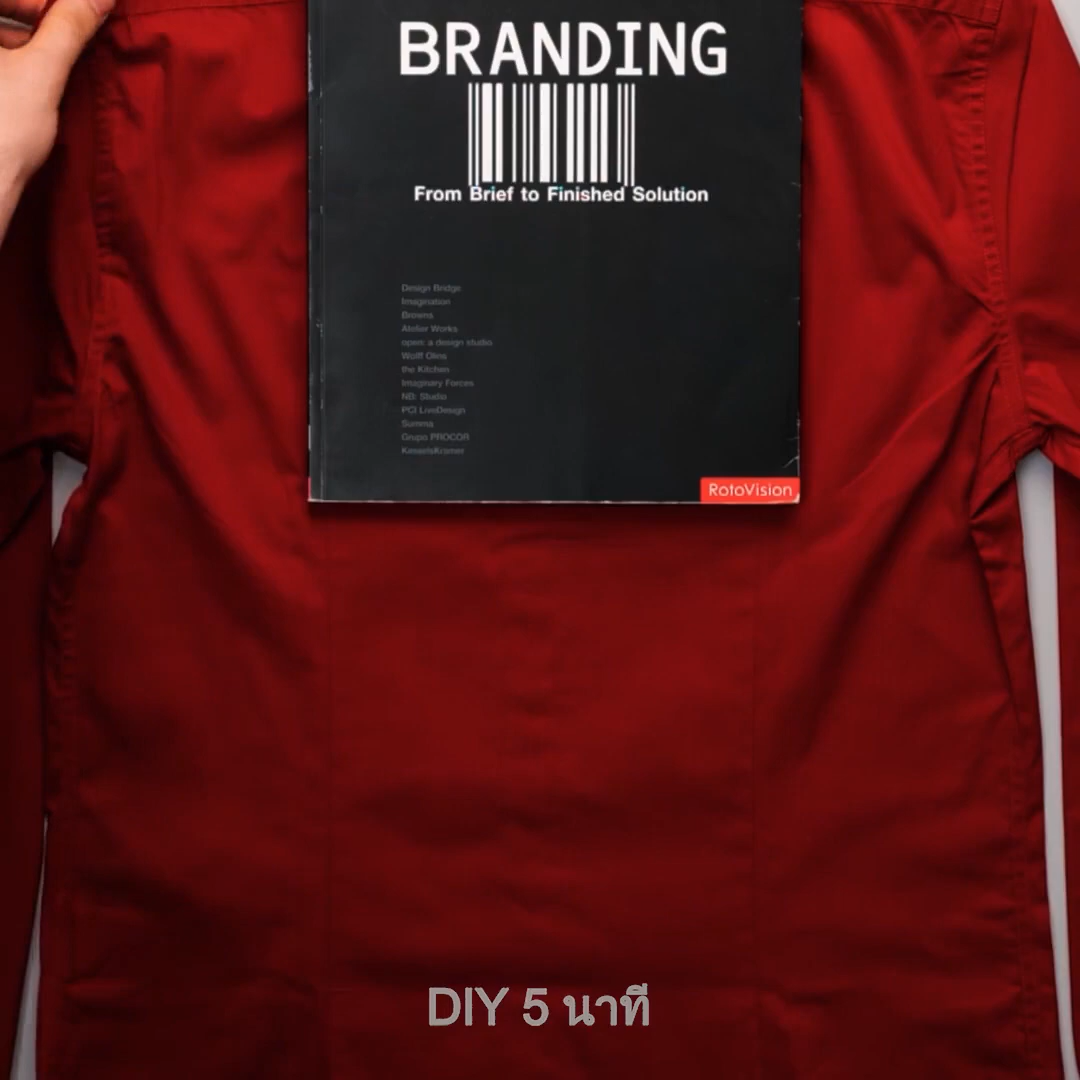 BRANDING
From Brief to Finished Solution
Design Bridge
Imagination
Browns
Atelier Works
open: a design studio
Wolff Olins
the Kitchen
Imaginary Forces
NB: Studio
PCI LiveDesign
Summa
Grupo PROCOR
KesselsKramer
RotoVision
DIY 5 นาที